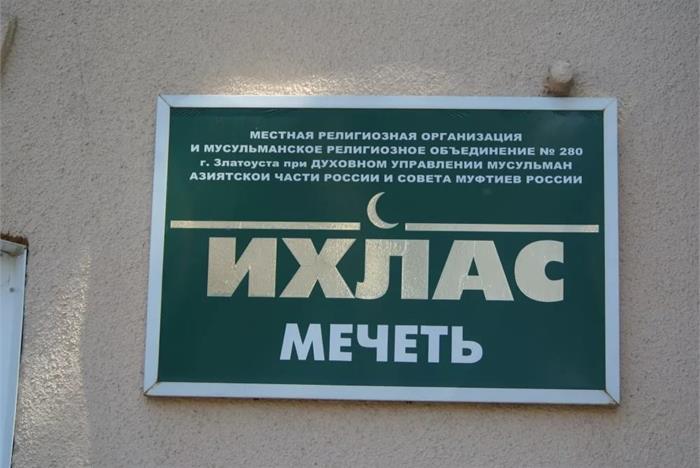 МЕСТНАЯ РЕЛИГИОЗНАЯ ОРГАНИЗАЦИЯ
И МУСУЛЬМАНСКОЕ РЕЛИГИОЗНОЕ ОБЪЕДИНЕНИЕ № 280
г. Златоуста при ДУХОВНОМ УПРАВЛЕНИИ МУСУЛЬМАН
АЗИЯТСКОЙ ЧАСТИ РОССИИ И СОВЕТА МУФТИЕВ РОССИИ
ИХЛАС
МЕЧЕТЬ